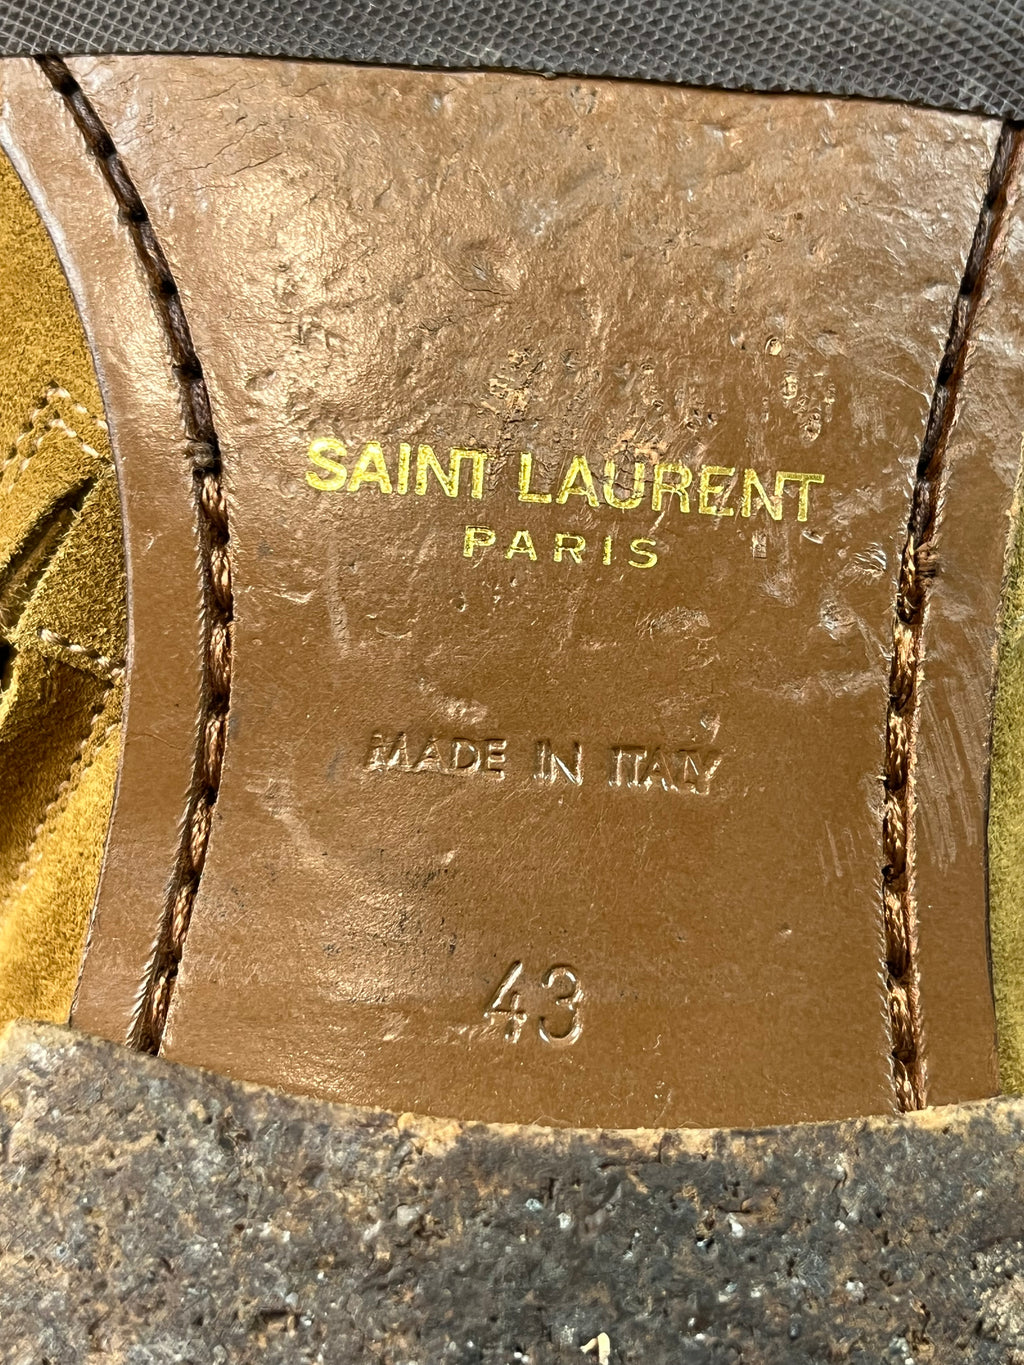 SAINT LAURENT
PARIS
MADE IN ITALY
43